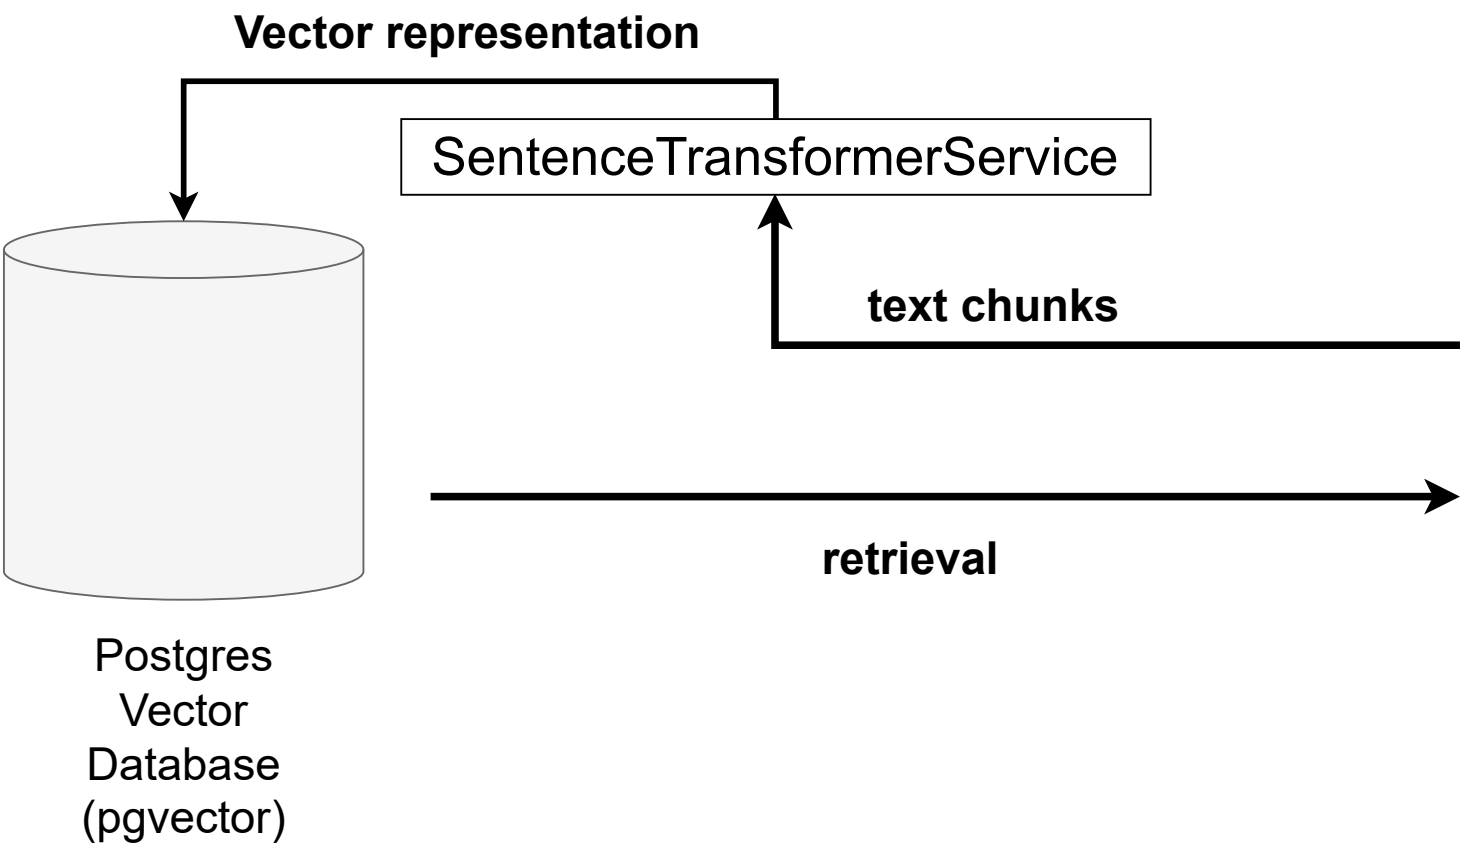 Vector representation
SentenceTransformerService
text chunks
retrieval
Postgres
Vector
Database
(pgvector)